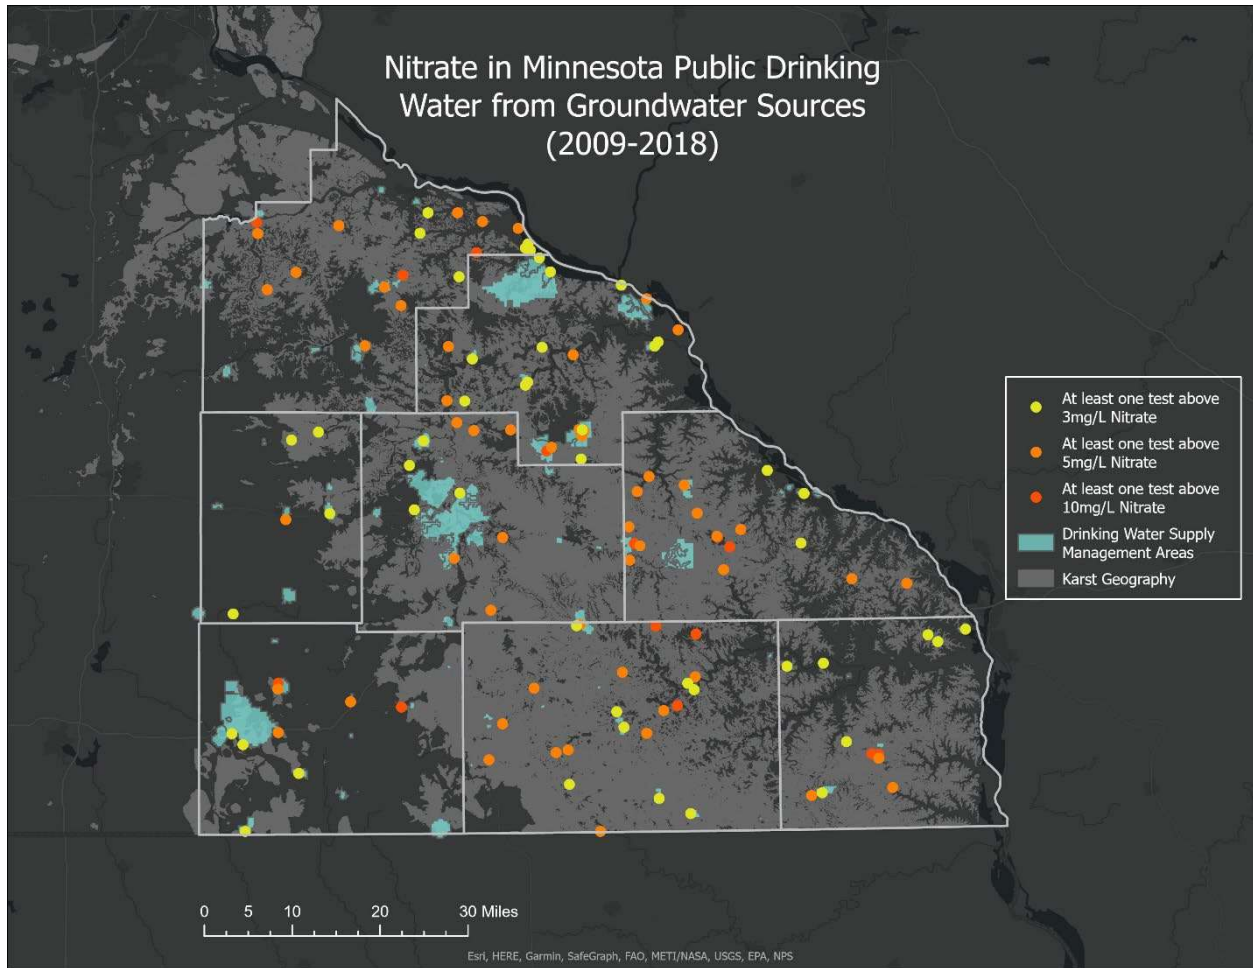 Nitrate in Minnesota Public Drinking
Water from Groundwater Sources
(2009-2018)
At least one test above
3mg/L Nitrate
At least one test above
5mg/L Nitrate
At least one test above
10mg/L Nitrate
Drinking Water Supply
Management Areas
Karst Geography
0 5 10 20 30 Miles
Esri, HERE, Garmin, SafeGraph, FAO, METI/NASA, USGS, EPA, NPS